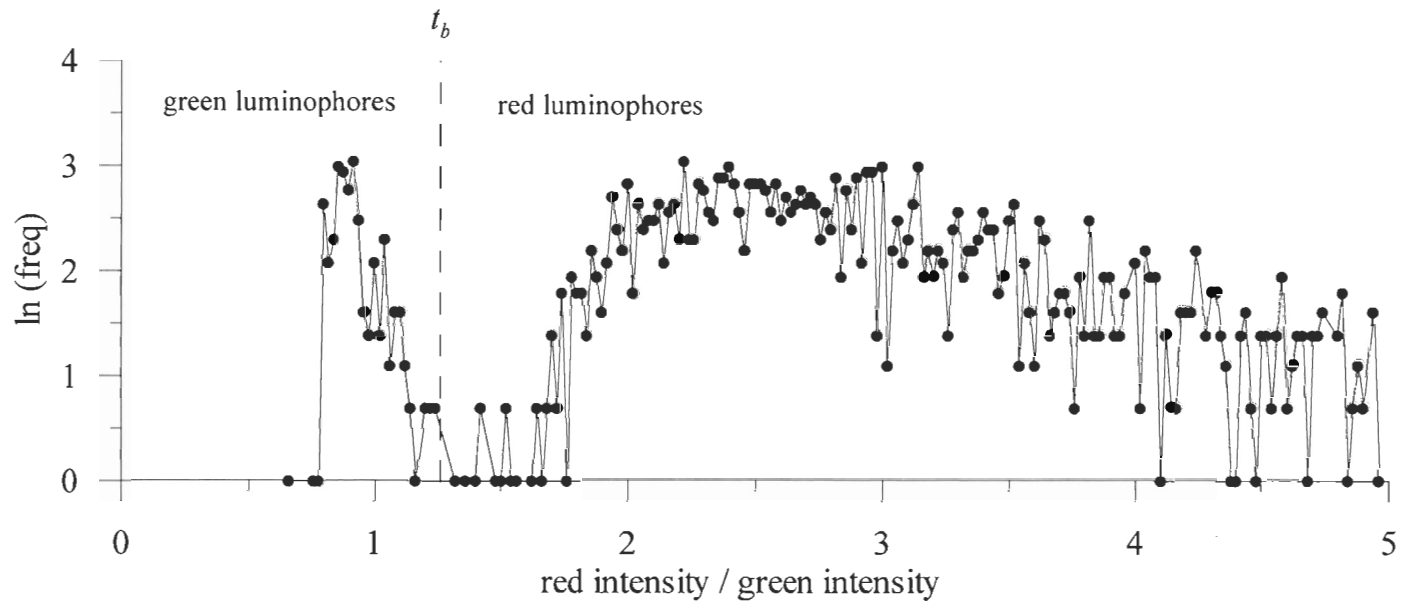 t_b
4
green luminophores
red luminophores
3
2
1
0
ln (freq)
0 1 2 3 4 5
red intensity / green intensity